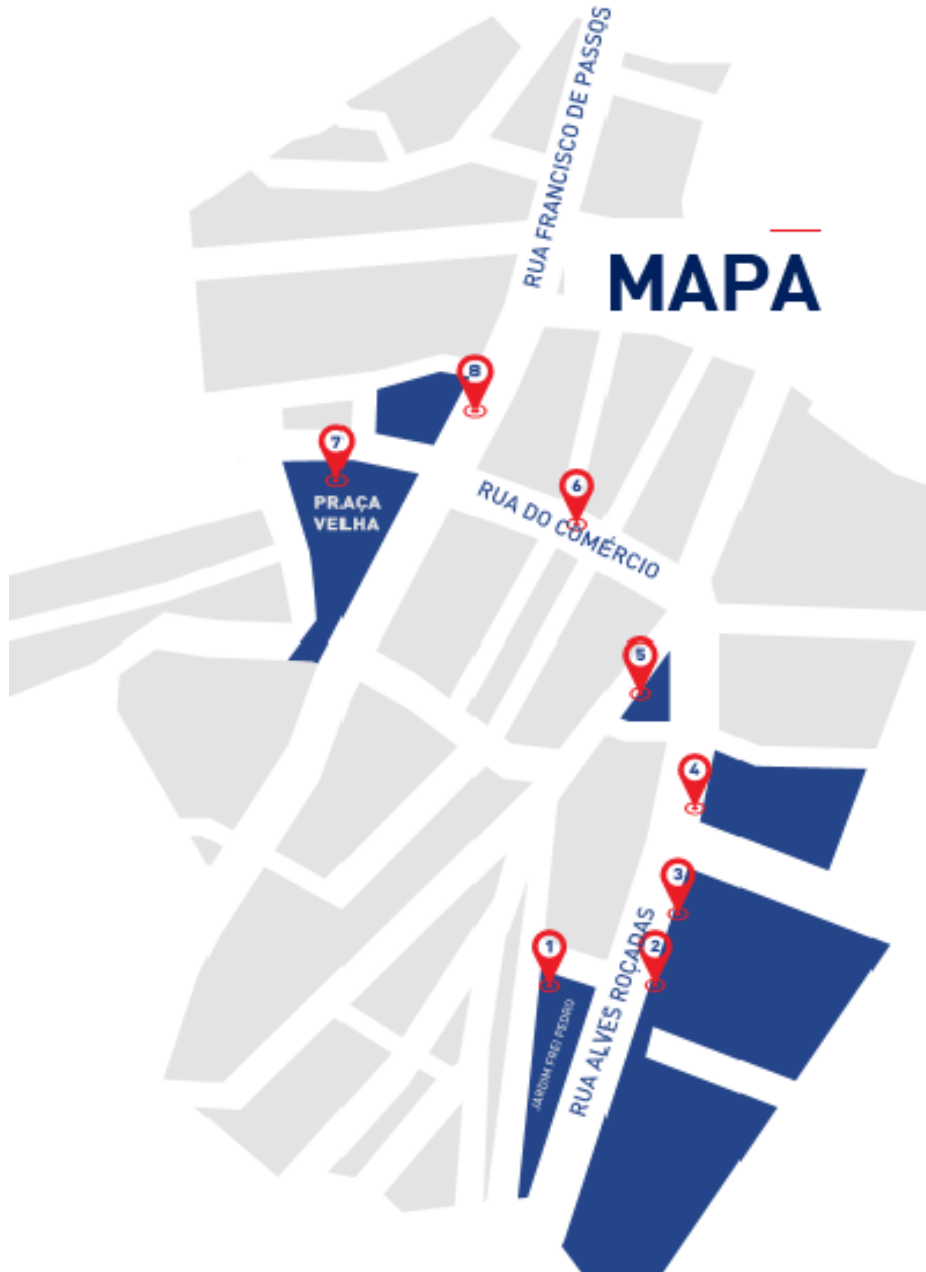 RUA FRANCISCO DE PASSOS
MAPA
8
7
PRAÇA
VELHA
6
RUA DO COMÉRCIO
5
4
3
RUA ALVES ROÇADAS
2
1
JARDIM FREI PEDRO